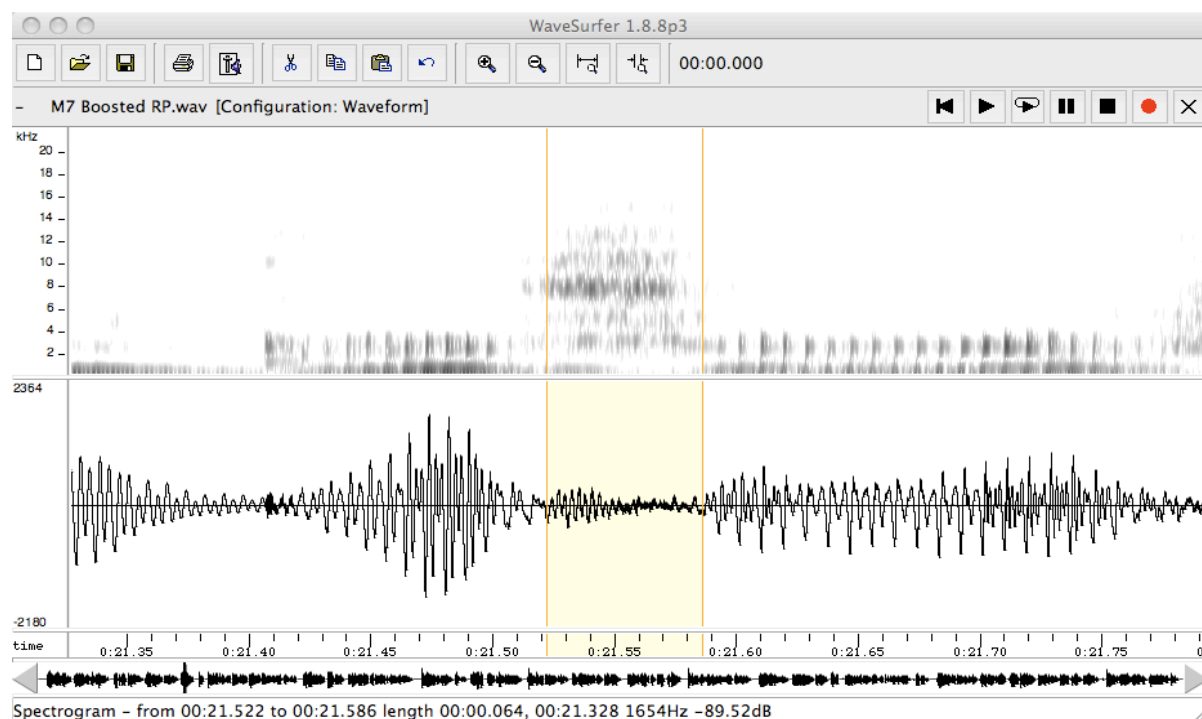 WaveSurfer 1.8.8p3
00:00.000
– M7 Boosted RP.wav [Configuration: Waveform]
kHz
20
18
16
14
12
10
8
6
4
2
2364
-2180
time 0:21.35 0:21.40 0:21.45 0:21.50 0:21.55 0:21.60 0:21.65 0:21.70 0:21.75 0
Spectrogram – from 00:21.522 to 00:21.586 length 00:00.064, 00:21.328 1654Hz –89.52dB